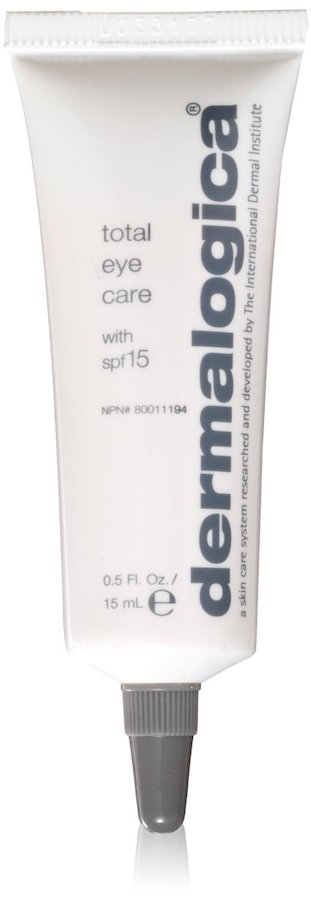 total
eye
care
with
spf15
NPN# 80011194
0.5 Fl. Oz. /
15 mL e
dermalogica®
a skin care system researched and developed by The International Dermal Institute